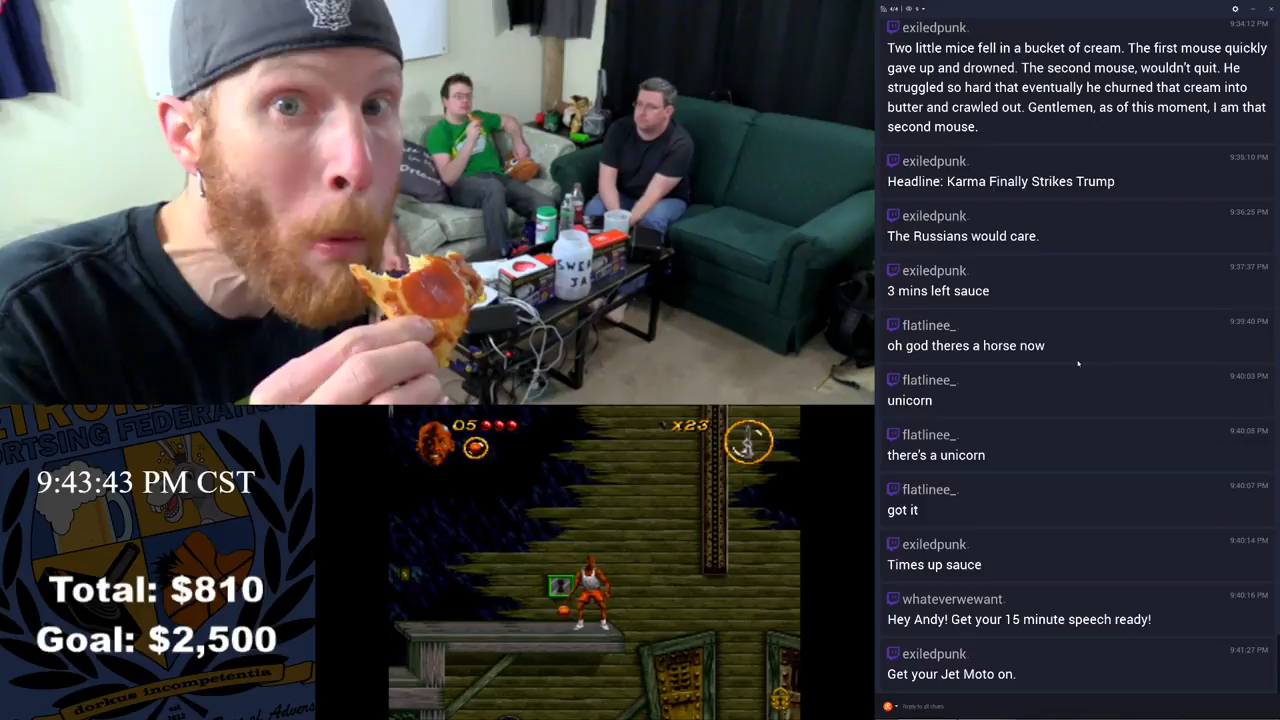 4/4
exiledpunk.
9:34:12 PM
Two little mice fell in a bucket of cream. The first mouse quickly
gave up and drowned. The second mouse, wouldn't quit. He
struggled so hard that eventually he churned that cream into
butter and crawled out. Gentlemen, as of this moment, I am that
second mouse.
exiledpunk.
9:35:10 PM
Headline: Karma Finally Strikes Trump
exiledpunk.
9:36:25 PM
The Russians would care.
exiledpunk.
9:37:37 PM
3 mins left sauce
flatlinee_.
9:39:40 PM
oh god theres a horse now
flatlinee_.
9:40:03 PM
unicorn
flatlinee_.
9:40:05 PM
there's a unicorn
flatlinee_.
9:40:07 PM
got it
exiledpunk.
9:40:14 PM
Times up sauce
whateverwewant.
9:40:16 PM
Hey Andy! Get your 15 minute speech ready!
exiledpunk.
9:41:27 PM
Get your Jet Moto on.
Reply to all chats
SWEA
JA
05
x23
9:43:43 PM CST
Total: $810
Goal: $2,500
dorkus incompetentia